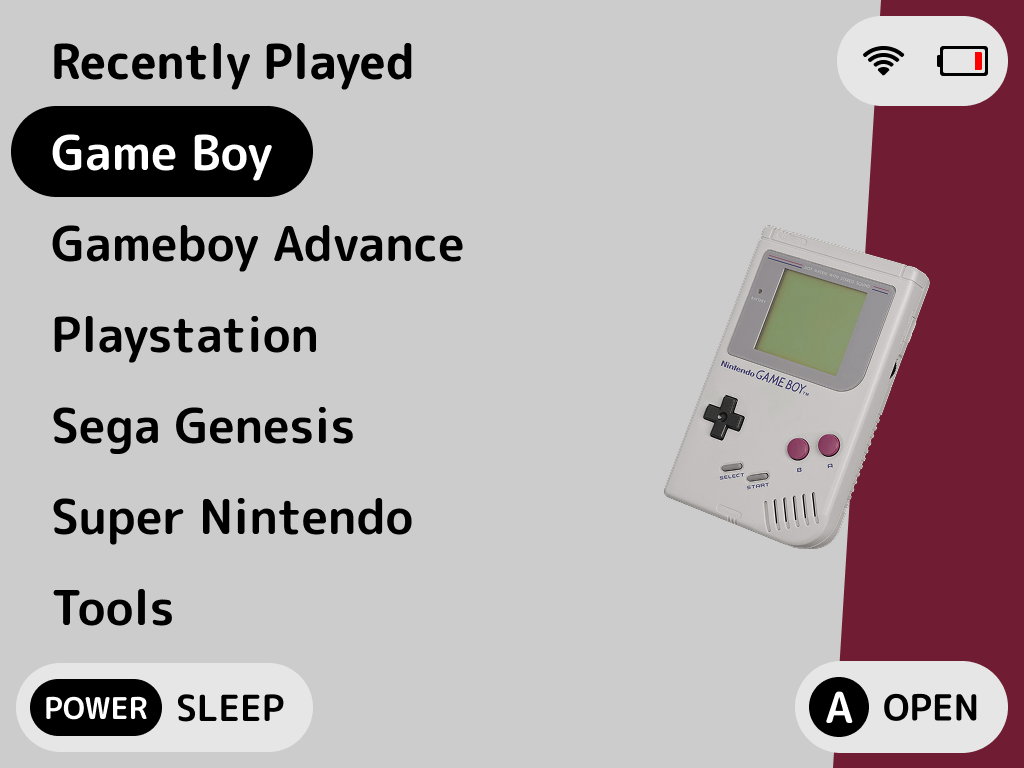 Recently Played
Game Boy
Gameboy Advance
Playstation
Sega Genesis
Super Nintendo
Tools
Nintendo GAME BOY TM
B
A
SELECT
START
POWER SLEEP
A OPEN